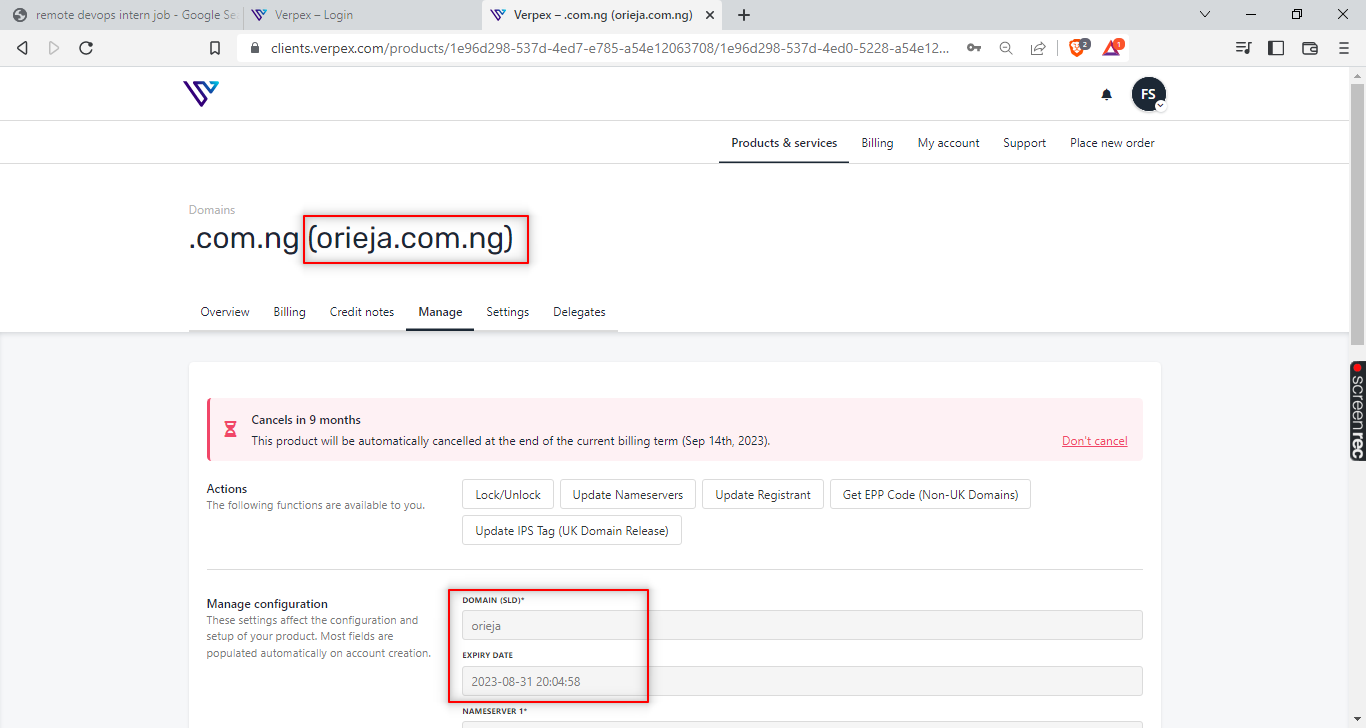 remote devops intern job - Google Se
Verpex – Login
Verpex – .com.ng (orieja.com.ng)
clients.verpex.com/products/1e96d298-537d-4ed7-e785-a54e12063708/1e96d298-537d-4ed0-5228-a54e12...
2
1
FS
Products & services
Billing
My account
Support
Place new order
Domains
.com.ng (orieja.com.ng)
Overview
Billing
Credit notes
Manage
Settings
Delegates
Cancels in 9 months
This product will be automatically cancelled at the end of the current billing term (Sep 14th, 2023).
Don't cancel
Actions
The following functions are available to you.
Lock/Unlock
Update Nameservers
Update Registrant
Get EPP Code (Non-UK Domains)
Update IPS Tag (UK Domain Release)
Manage configuration
These settings affect the configuration and
setup of your product. Most fields are
populated automatically on account creation.
DOMAIN (SLD)*
orieja
EXPIRY DATE
2023-08-31 20:04:58
NAMESERVER 1*
screenrec